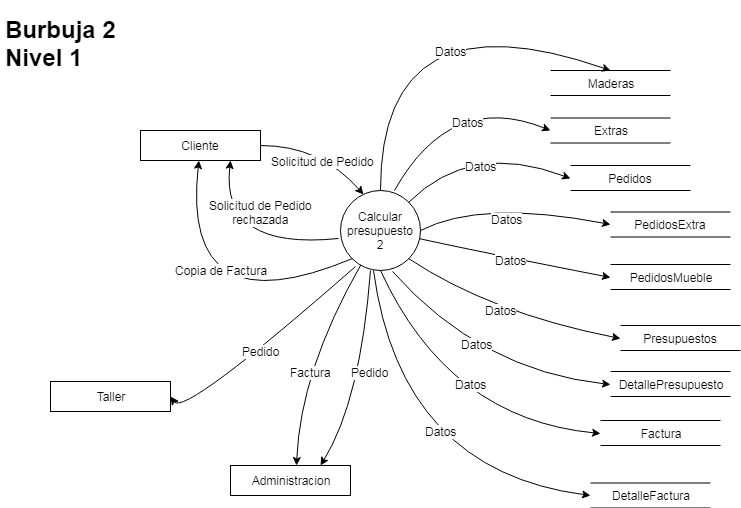 Burbuja 2
Nivel 1
Datos
Maderas
Datos
Extras
Cliente
Solicitud de Pedido
Datos
Pedidos
Solicitud de Pedido
rechazada
Calcular
presupuesto
2
Datos
PedidosExtra
Datos
PedidosMueble
Copia de Factura
Datos
Presupuestos
Pedido
Factura
Pedido
Datos
DetallePresupuesto
Taller
Datos
Factura
Datos
Administracion
DetalleFactura